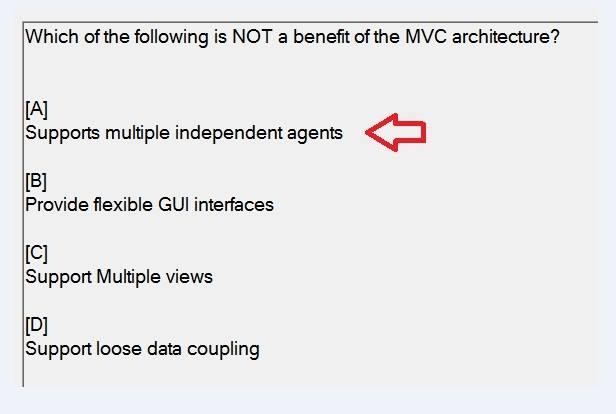 Which of the following is NOT a benefit of the MVC architecture?
[A]
Supports multiple independent agents
[B]
Provide flexible GUI interfaces
[C]
Support Multiple views
[D]
Support loose data coupling